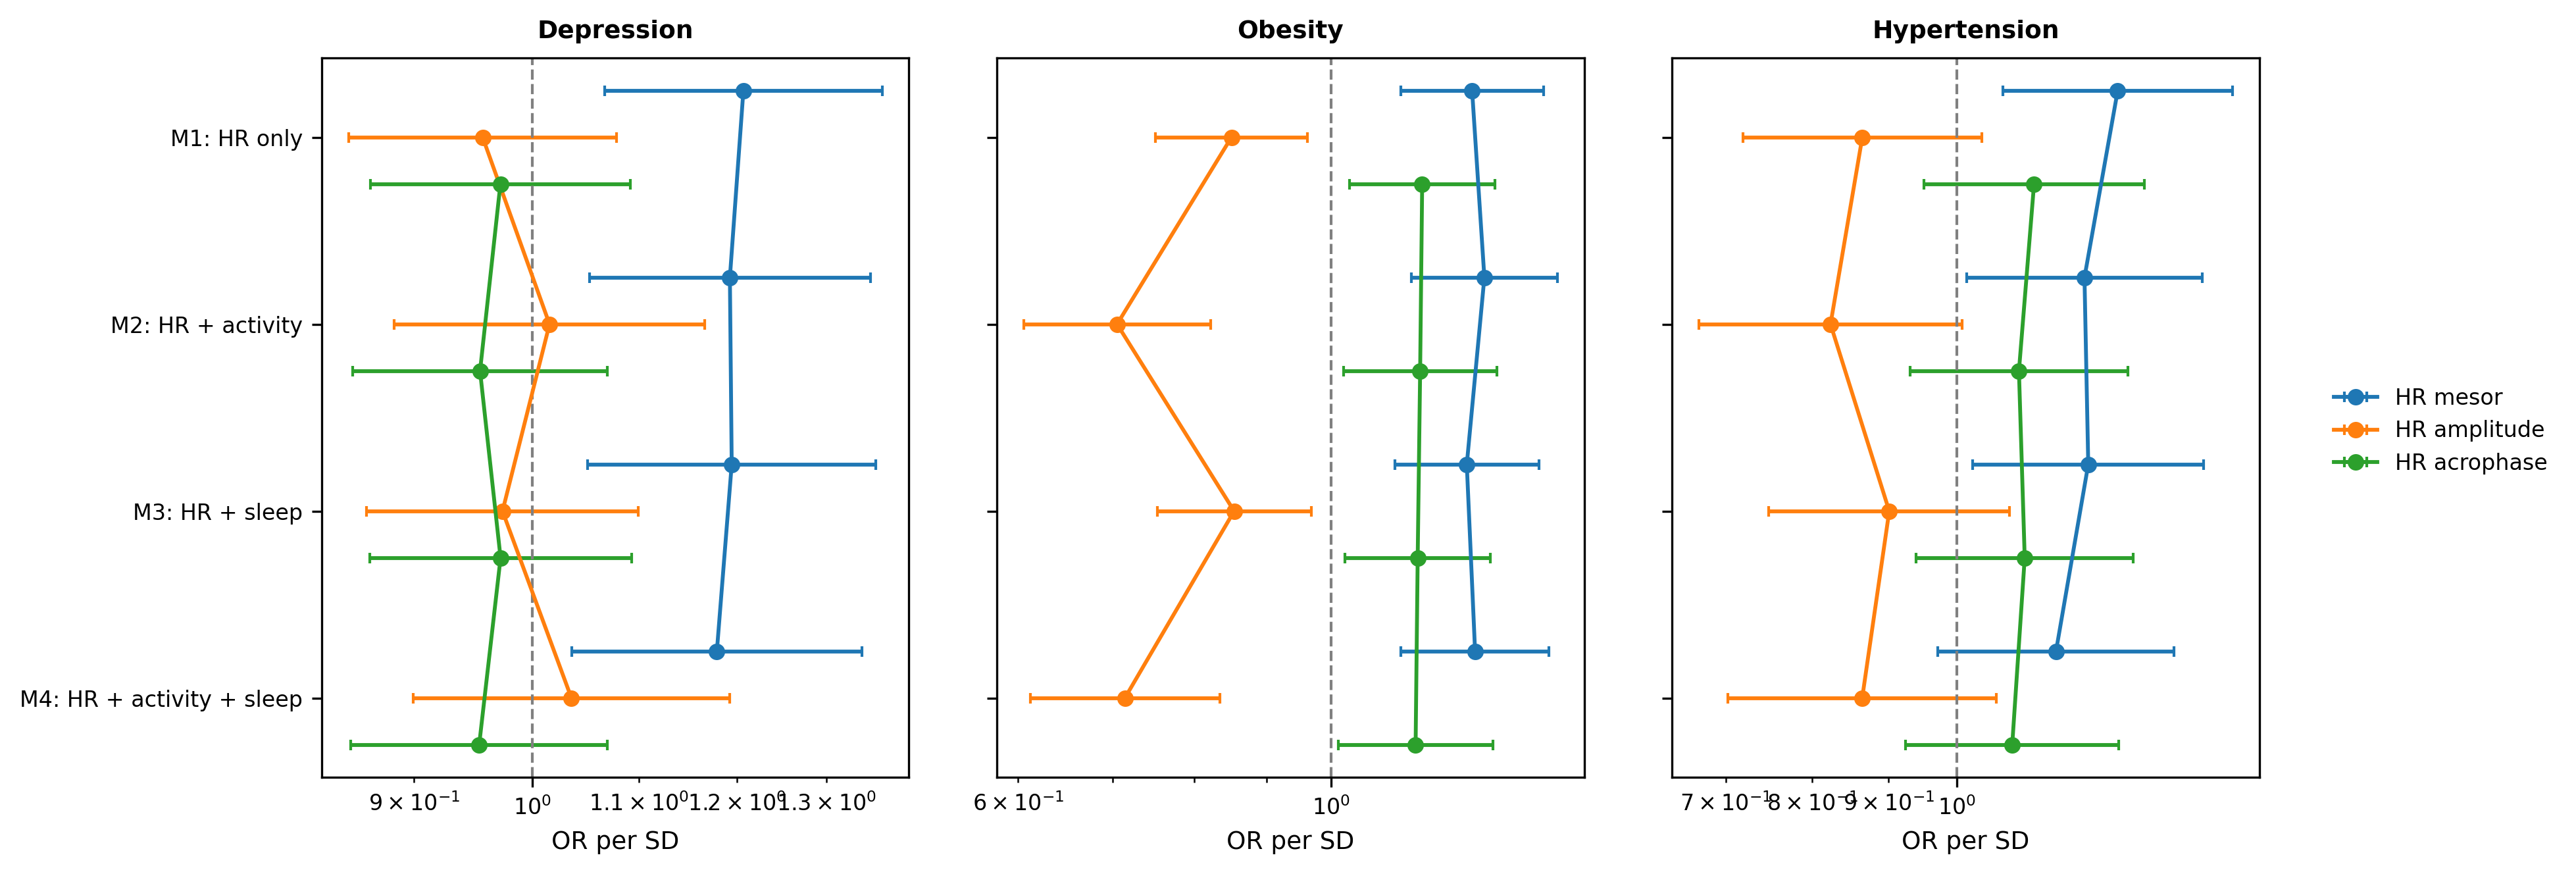 Depression
Obesity
Hypertension
M1: HR only
M2: HR + activity
M3: HR + sleep
M4: HR + activity + sleep
9 × 10⁻¹ 10⁰ 1.1 × 10⁰ 1.2 × 10⁰ 1.3 × 10⁰
6 × 10⁻¹ 10⁰
7 × 10⁻¹ 8 × 10⁻¹ 9 × 10⁻¹ 10⁰
OR per SD
OR per SD
OR per SD
HR mesor
HR amplitude
HR acrophase